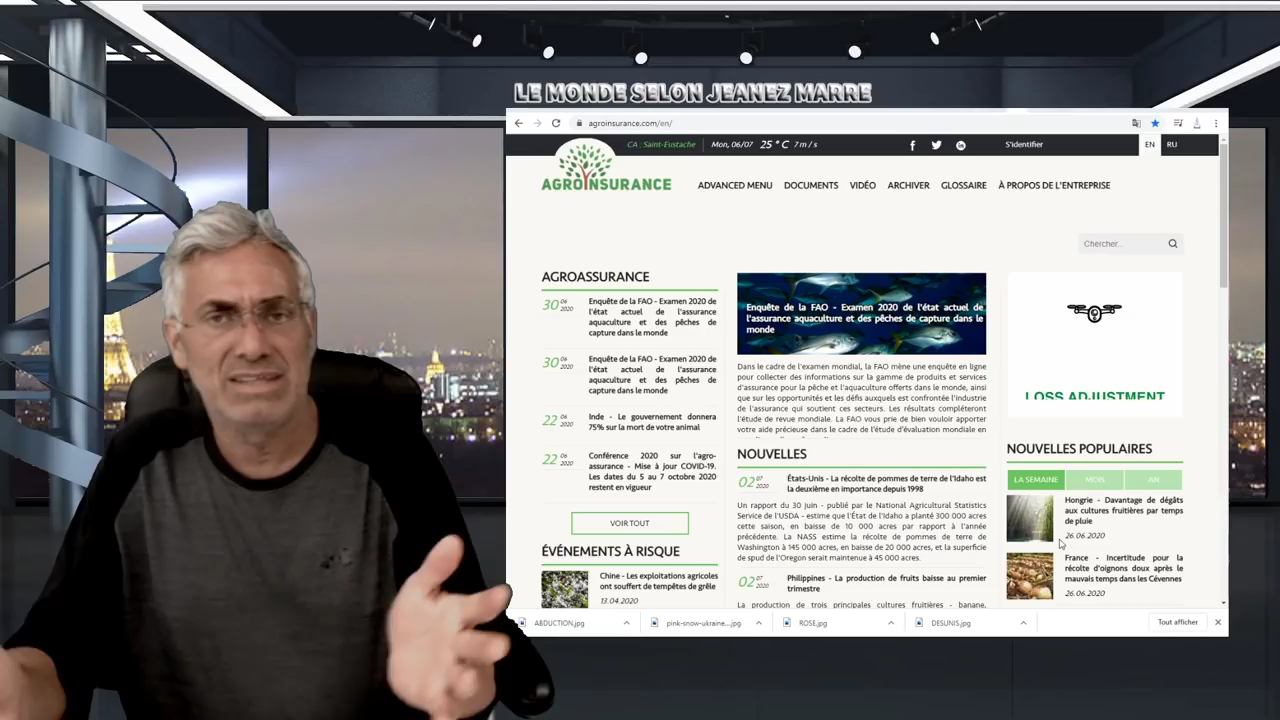 LE MONDE SELON JEANEZ MARRE
agroinsurance.com/en/
CA : Saint-Eustache
Mon, 06/07
25 ° C
7 m / s
S'identifier
EN
RU
AGROINSURANCE
ADVANCED MENU
DOCUMENTS
VIDÉO
ARCHIVER
GLOSSAIRE
À PROPOS DE L'ENTREPRISE
Chercher...
AGROASSURANCE
30 06 2020
Enquête de la FAO - Examen 2020 de
l'état actuel de l'assurance
aquaculture et des pêches de
capture dans le monde
30 06 2020
Enquête de la FAO - Examen 2020 de
l'état actuel de l'assurance
aquaculture et des pêches de
capture dans le monde
22 06 2020
Inde - Le gouvernement donnera
75% sur la mort de votre animal
22 06 2020
Conférence 2020 sur l'agro-
assurance - Mise à jour COVID-19.
Les dates du 5 au 7 octobre 2020
restent en vigueur
VOIR TOUT
ÉVÉNEMENTS À RISQUE
Chine - Les exploitations agricoles
ont souffert de tempêtes de grêle
13.04.2020
Enquête de la FAO - Examen 2020 de l'état actuel de
l'assurance aquaculture et des pêches de capture dans le
monde
Dans le cadre de l'examen mondial, la FAO mène une enquête en ligne
pour collecter des informations sur la gamme de produits et services
d'assurance pour la pêche et l'aquaculture offerts dans le monde, ainsi
que sur les opportunités et les défis auxquels est confrontée l'industrie
de l'assurance qui soutient ces secteurs. Les résultats compléteront
l'étude de revue mondiale. La FAO vous prie de bien vouloir apporter
votre aide précieuse dans le cadre de l'étude d'évaluation mondiale en
NOUVELLES
02 07 2020
États-Unis - La récolte de pommes de terre de l'Idaho est
la deuxième en importance depuis 1998
Un rapport du 30 juin - publié par le National Agricultural Statistics
Service de l'USDA - estime que l'État de l'Idaho a planté 300 000 acres
cette saison, en baisse de 10 000 acres par rapport à l'année
précédente. La NASS estime la récolte de pommes de terre de
Washington à 145 000 acres, en baisse de 20 000 acres, et la superficie
de spud de l'Oregon serait maintenue à 45 000 acres.
02 07 2020
Philippines - La production de fruits baisse au premier
trimestre
La production de trois principales cultures fruitières - banane,
LOSS ADJUSTMENT
NOUVELLES POPULAIRES
LA SEMAINE
MOIS
AN
Hongrie - Davantage de dégâts
aux cultures fruitières par temps
de pluie
26.06.2020
France - Incertitude pour la
récolte d'oignons doux après le
mauvais temps dans les Cévennes
26.06.2020
ABDUCTION.jpg
pink-snow-ukraine....jpg
ROSE.jpg
DESUNIS.jpg
Tout afficher